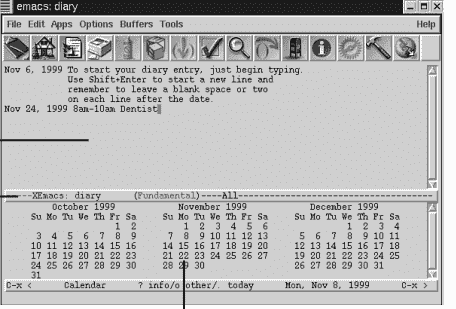 emacs: diary
File Edit Apps Options Buffers Tools Help
Nov 6, 1999 To start your diary entry, just begin typing.
Use Shift+Enter to start a new line and
remember to leave a blank space or two
on each line after the date.
Nov 24, 1999 8am-10am Dentist
-----XEmacs: diary (Fundamental)----All----
October 1999 November 1999 December 1999
Su Mo Tu We Th Fr Sa Su Mo Tu We Th Fr Sa Su Mo Tu We Th Fr Sa
1 2 1 2 3 4 5 6 1 2 3 4
3 4 5 6 7 8 9 7 8 9 10 11 12 13 5 6 7 8 9 10 11
10 11 12 13 14 15 16 14 15 16 17 18 19 20 12 13 14 15 16 17 18
17 18 19 20 21 22 23 21 22 23 24 25 26 27 19 20 21 22 23 24 25
24 25 26 27 28 29 30 28 29 30 26 27 28 29 30 31
31
C-x < Calendar ? info/o other/. today Mon, Nov 8, 1999 C-x >